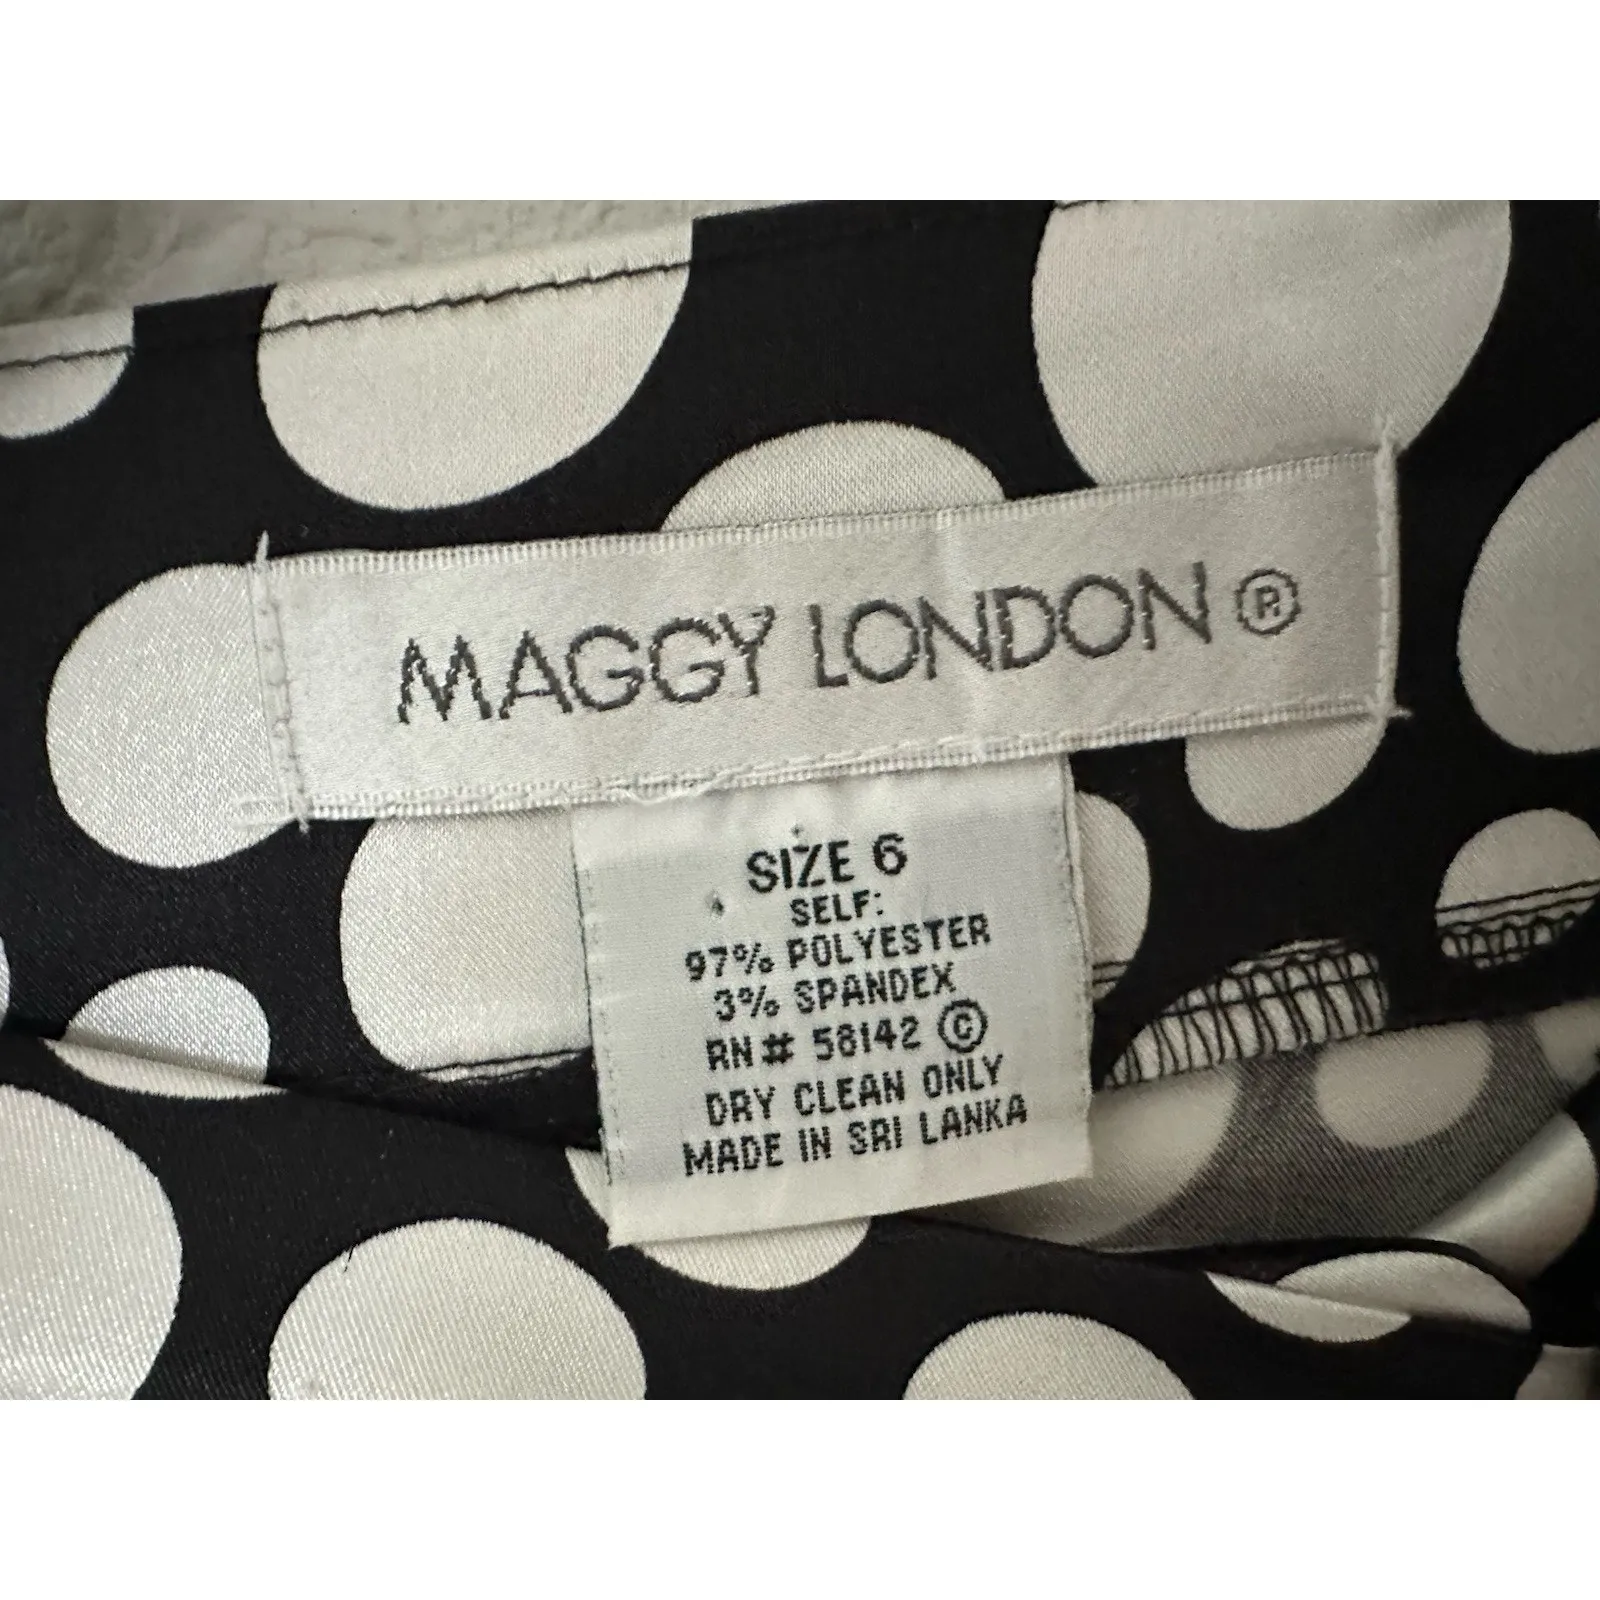 MAGGY LONDON ®
SIZE 6
SELF:
97% POLYESTER
3% SPANDEX
RN# 58142 ©
DRY CLEAN ONLY
MADE IN SRI LANKA